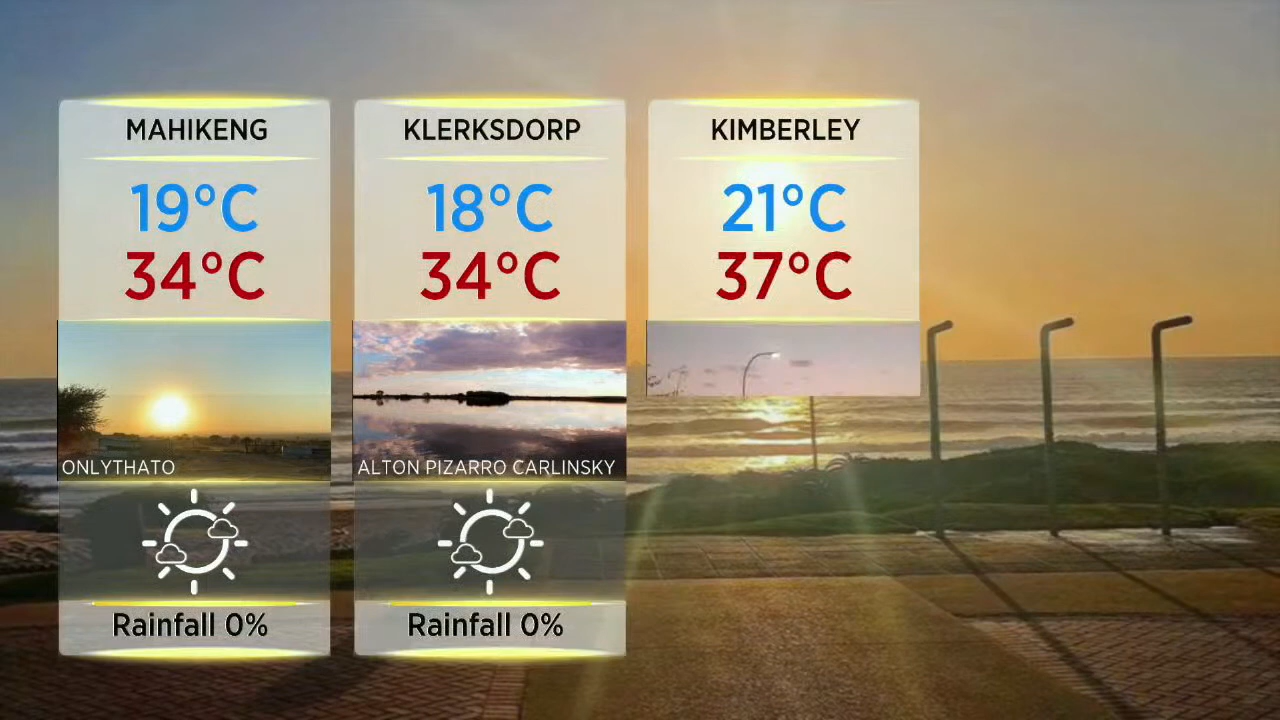 MAHIKENG
19°C
34°C
ONLYTHATO
Rainfall 0%
KLERKSDORP
18°C
34°C
ALTON PIZARRO CARLINSKY
Rainfall 0%
KIMBERLEY
21°C
37°C